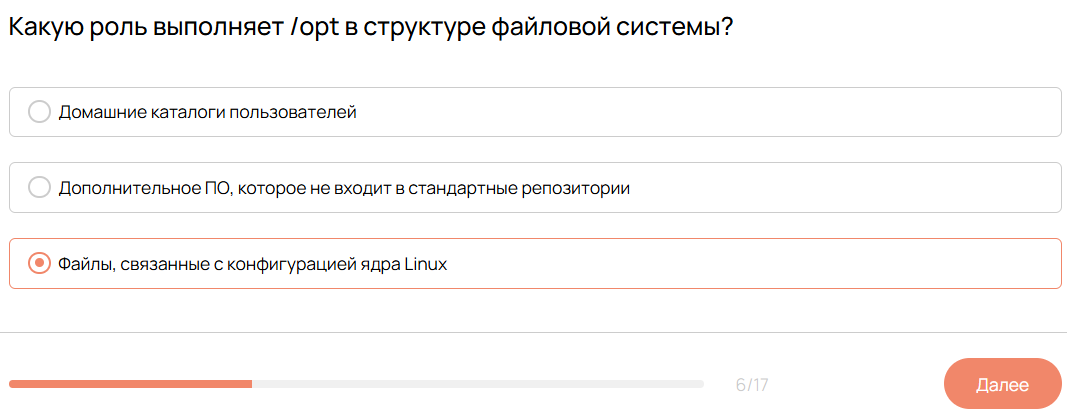 Какую роль выполняет /opt в структуре файловой системы?
Домашние каталоги пользователей
Дополнительное ПО, которое не входит в стандартные репозитории
Файлы, связанные с конфигурацией ядра Linux
6/17
Далее